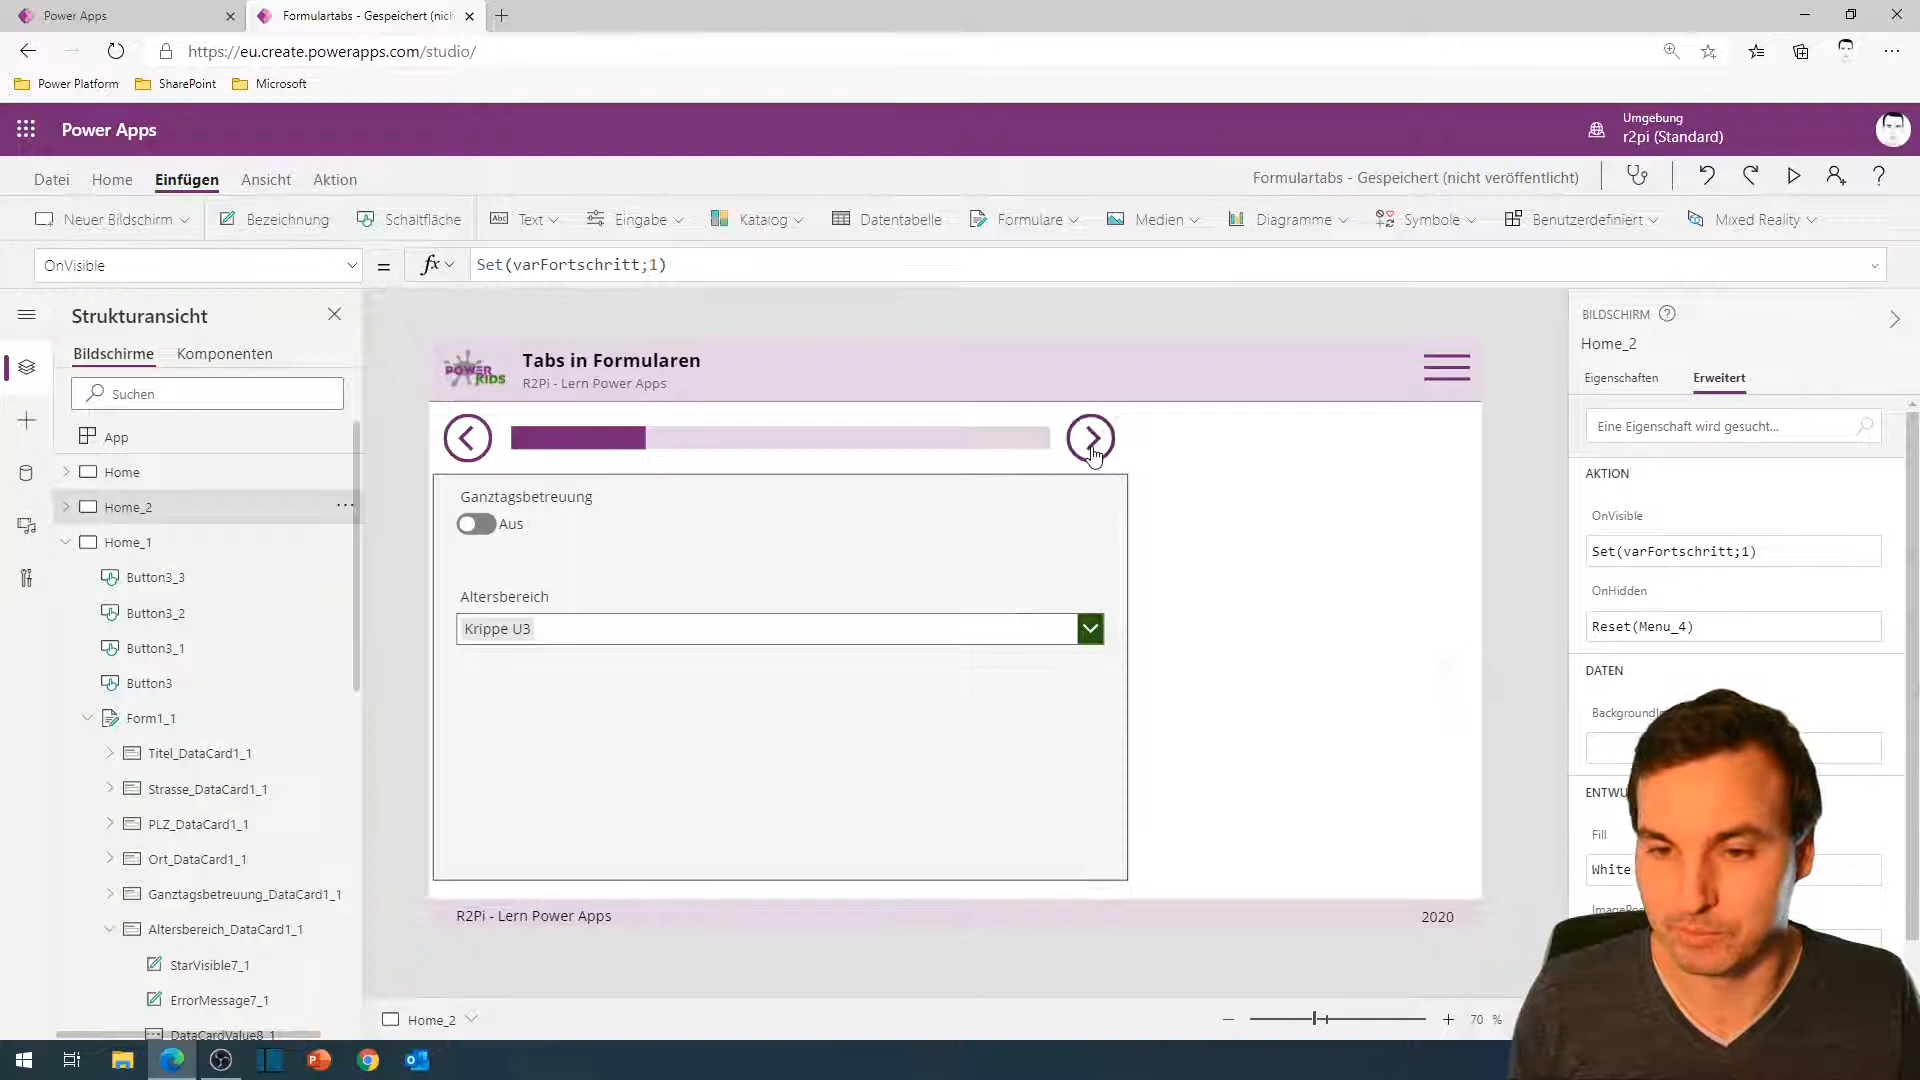 Power Apps
Formulartabs - Gespeichert (nich
https://eu.create.powerapps.com/studio/
Power Platform
SharePoint
Microsoft
Power Apps
Umgebung
r2pi (Standard)
Datei
Home
Einfügen
Ansicht
Aktion
Formulartabs - Gespeichert (nicht veröffentlicht)
Neuer Bildschirm
Bezeichnung
Schaltfläche
Abc
Text
Eingabe
Katalog
Datentabelle
Formulare
Medien
Diagramme
Symbole
Benutzerdefiniert
Mixed Reality
OnVisible
=
fx
Set(varFortschritt;1)
Strukturansicht
Bildschirme
Komponenten
Suchen
App
Home
Home_2
Home_1
Button3_3
Button3_2
Button3_1
Button3
Form1_1
Titel_DataCard1_1
Strasse_DataCard1_1
PLZ_DataCard1_1
Ort_DataCard1_1
Ganztagsbetreuung_DataCard1_1
Altersbereich_DataCard1_1
StarVisible7_1
ErrorMessage7_1
DataCardValue8_1
POWER
KIDS
Tabs in Formularen
R2Pi - Lern Power Apps
Ganztagsbetreuung
Aus
Altersbereich
Krippe U3
R2Pi - Lern Power Apps
2020
Home_2
70 %
BILDSCHIRM
Home_2
Eigenschaften
Erweitert
Eine Eigenschaft wird gesucht...
AKTION
OnVisible
Set(varFortschritt;1)
OnHidden
Reset(Menu_4)
DATEN
BackgroundI
ENTWU
Fill
White
ImagePos